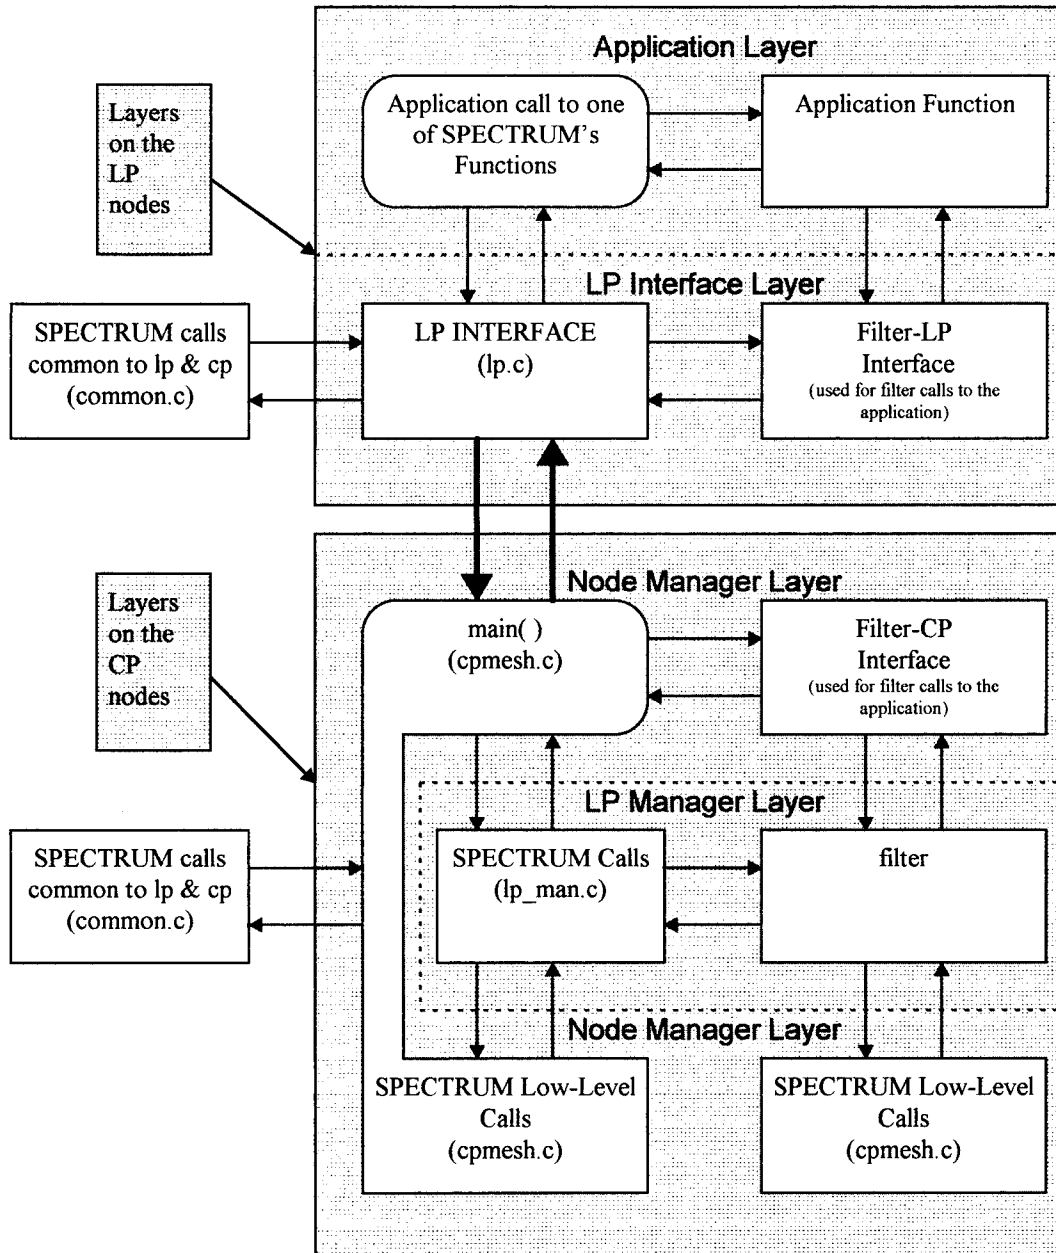 Application Layer
Layers
on the
LP
nodes
Application call to one
of SPECTRUM's
Functions
Application Function
LP Interface Layer
SPECTRUM calls
common to lp & cp
(common.c)
LP INTERFACE
(lp.c)
Filter-LP
Interface
(used for filter calls to the
application)
Node Manager Layer
Layers
on the
CP
nodes
main( )
(cpmesh.c)
Filter-CP
Interface
(used for filter calls to the
application)
LP Manager Layer
SPECTRUM calls
common to lp & cp
(common.c)
SPECTRUM Calls
(lp_man.c)
filter
Node Manager Layer
SPECTRUM Low-Level
Calls
(cpmesh.c)
SPECTRUM Low-Level
Calls
(cpmesh.c)